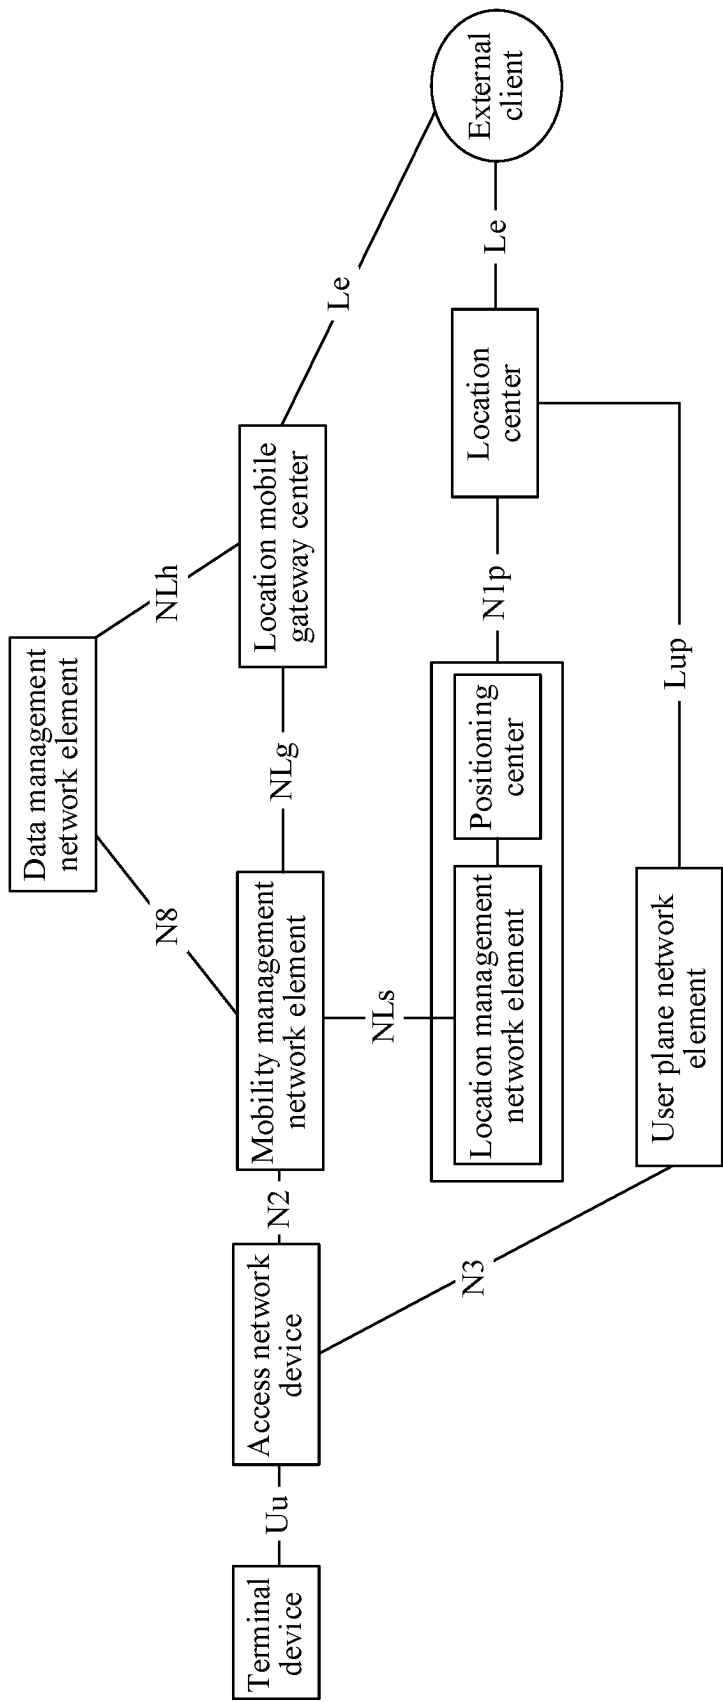 Data management
network element
N8
NLh
Terminal
device
Uu
Access network
device
N2
Mobility management
network element
NLg
Location mobile
gateway center
Le
External
client
NLs
Location management
network element
Positioning
center
N1p
Location
center
Le
N3
User plane network
element
Lup